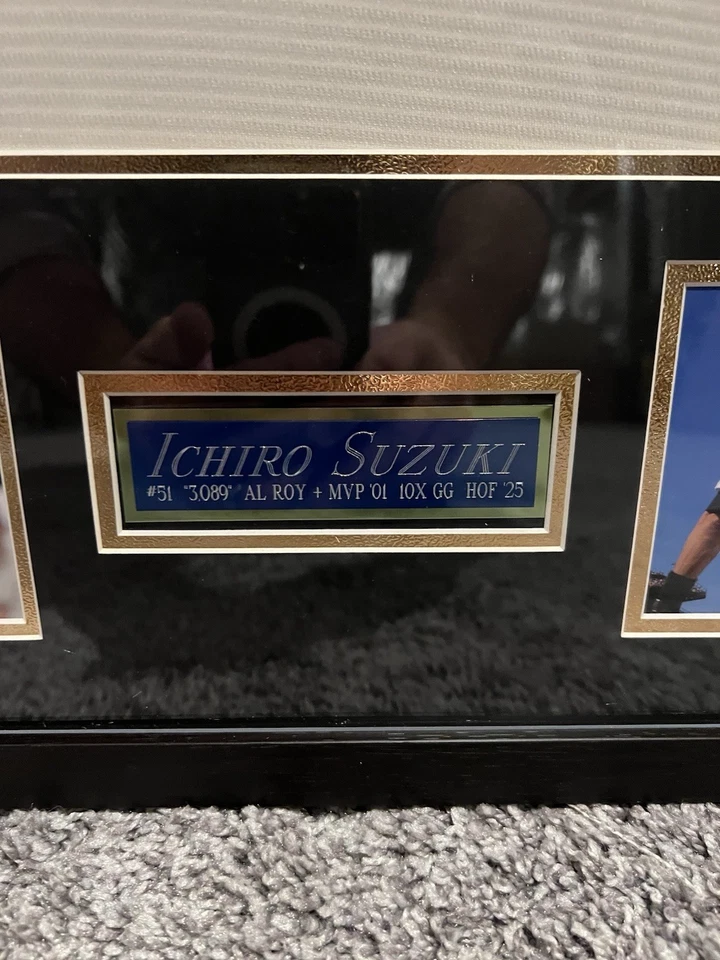 ICHIRO SUZUKI
#51 "3,089" AL ROY + MVP '01 10X GG HOF '25